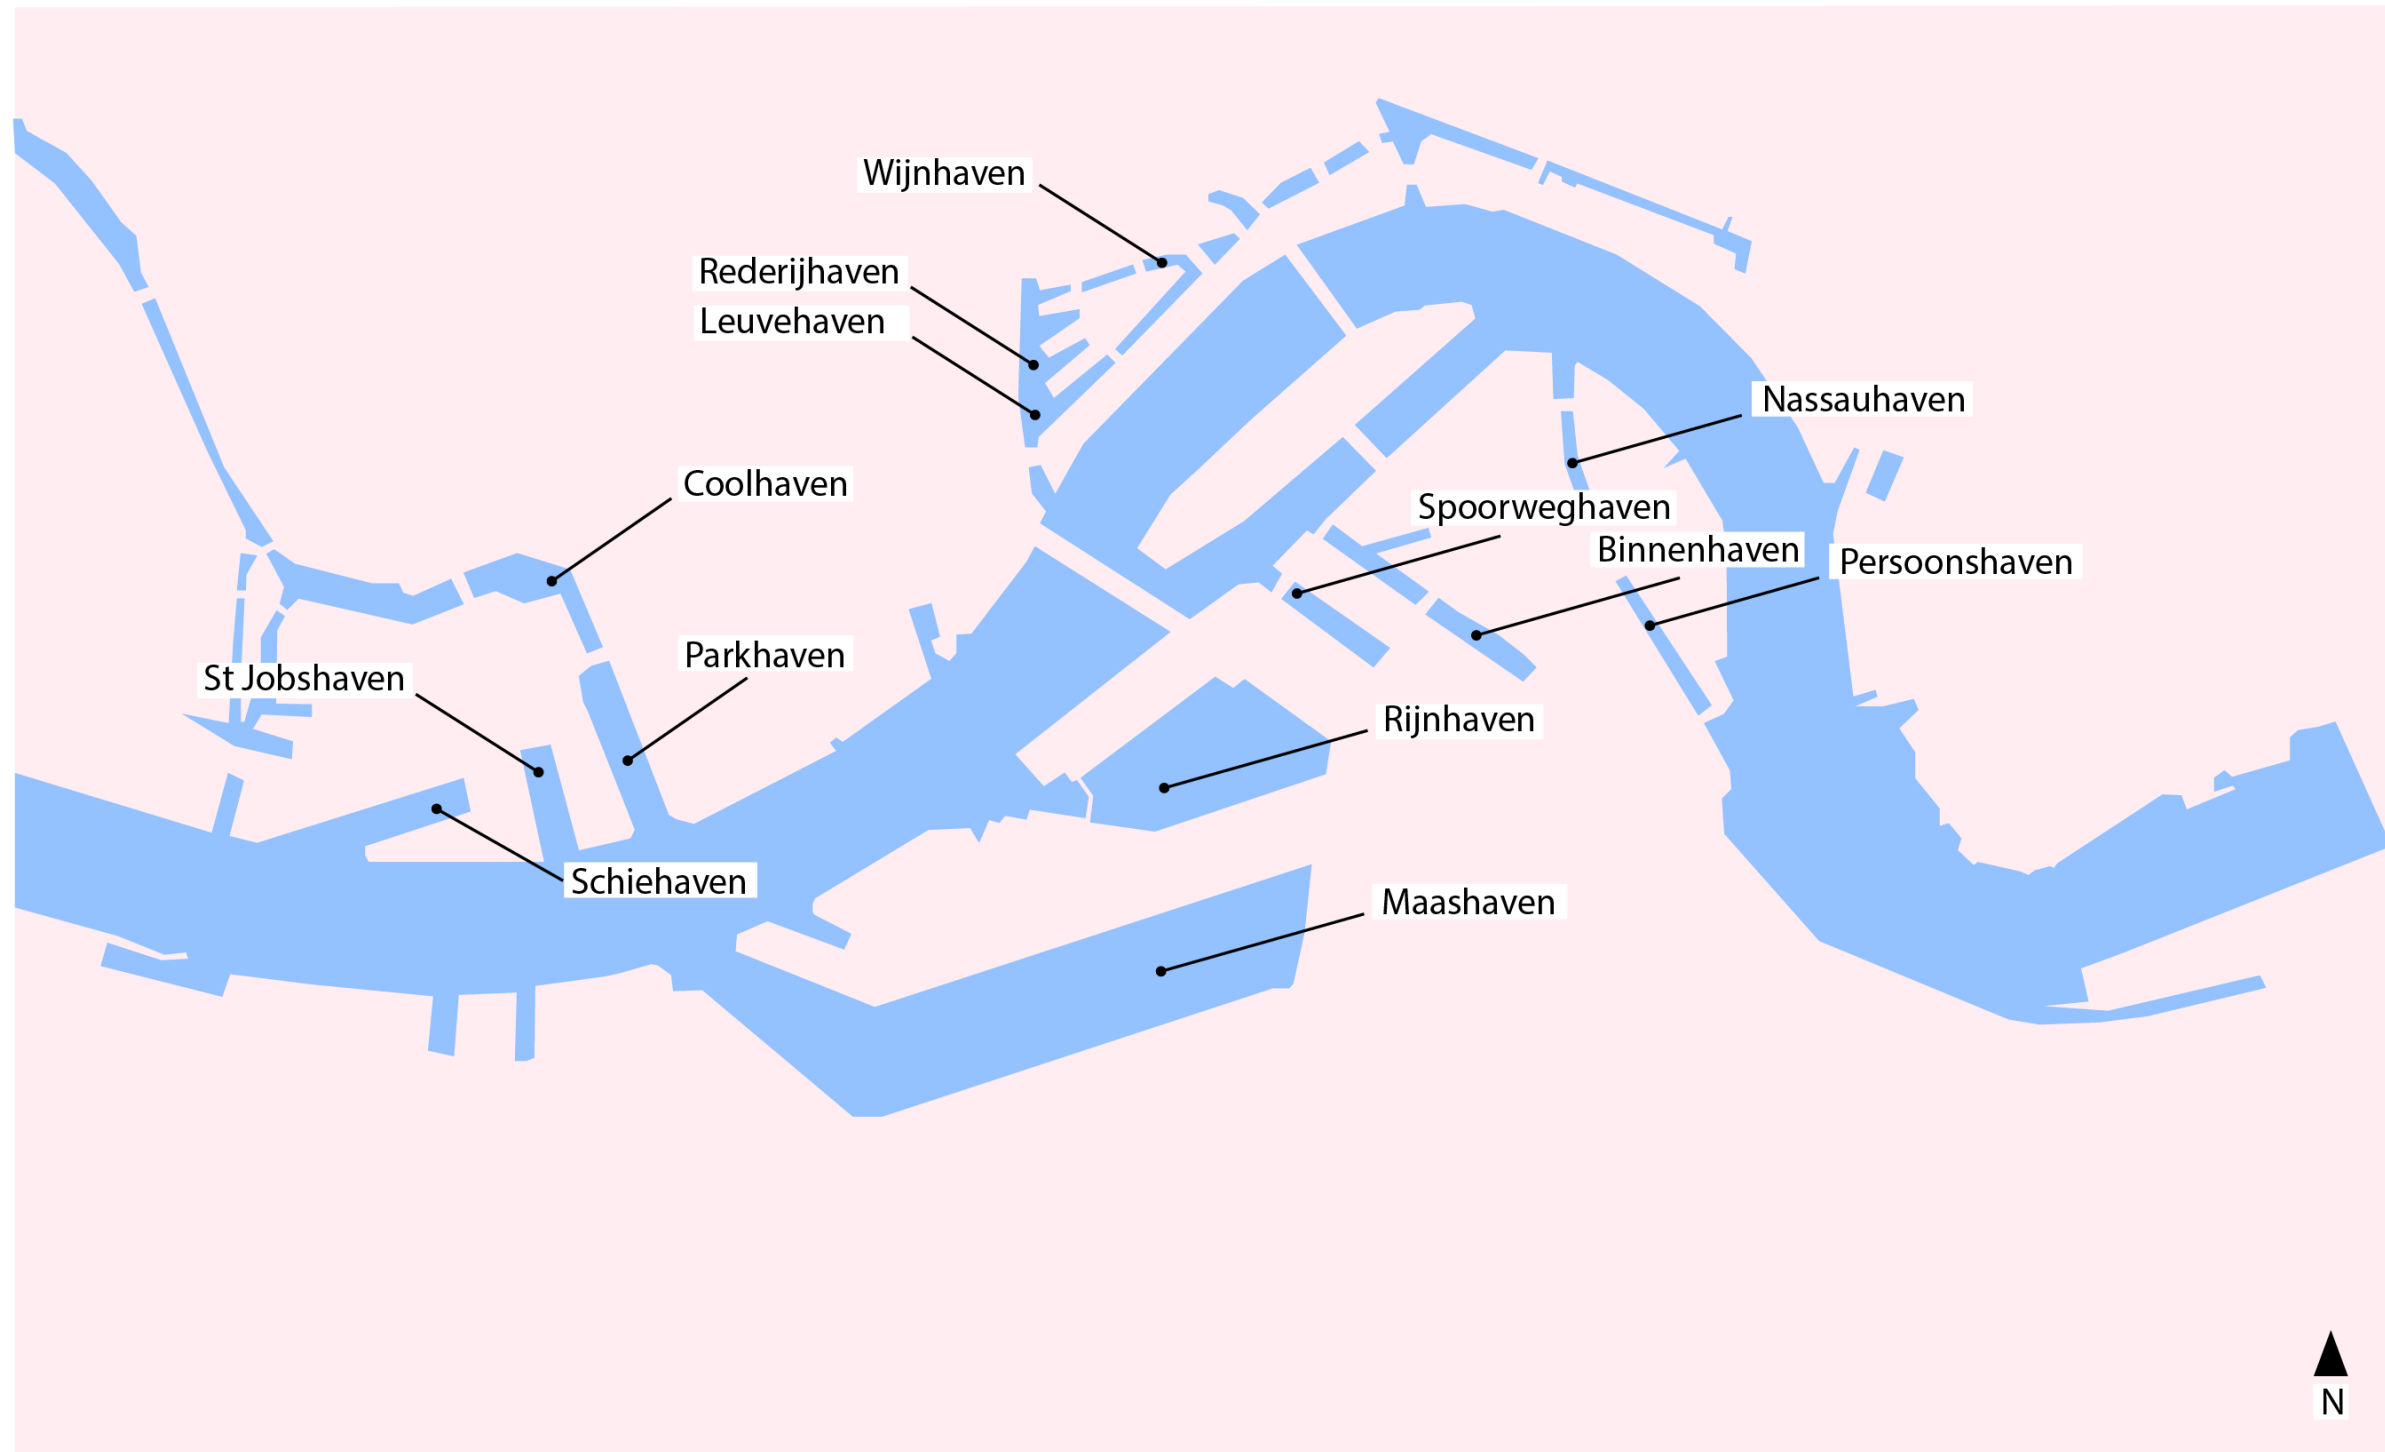 Wijnhaven
Rederijhaven
Leuvehaven
Nassauhaven
Coolhaven
Spoorweghaven
Binnenhaven
Persoonshaven
Parkhaven
St Jobshaven
Rijnhaven
Schiehaven
Maashaven
N